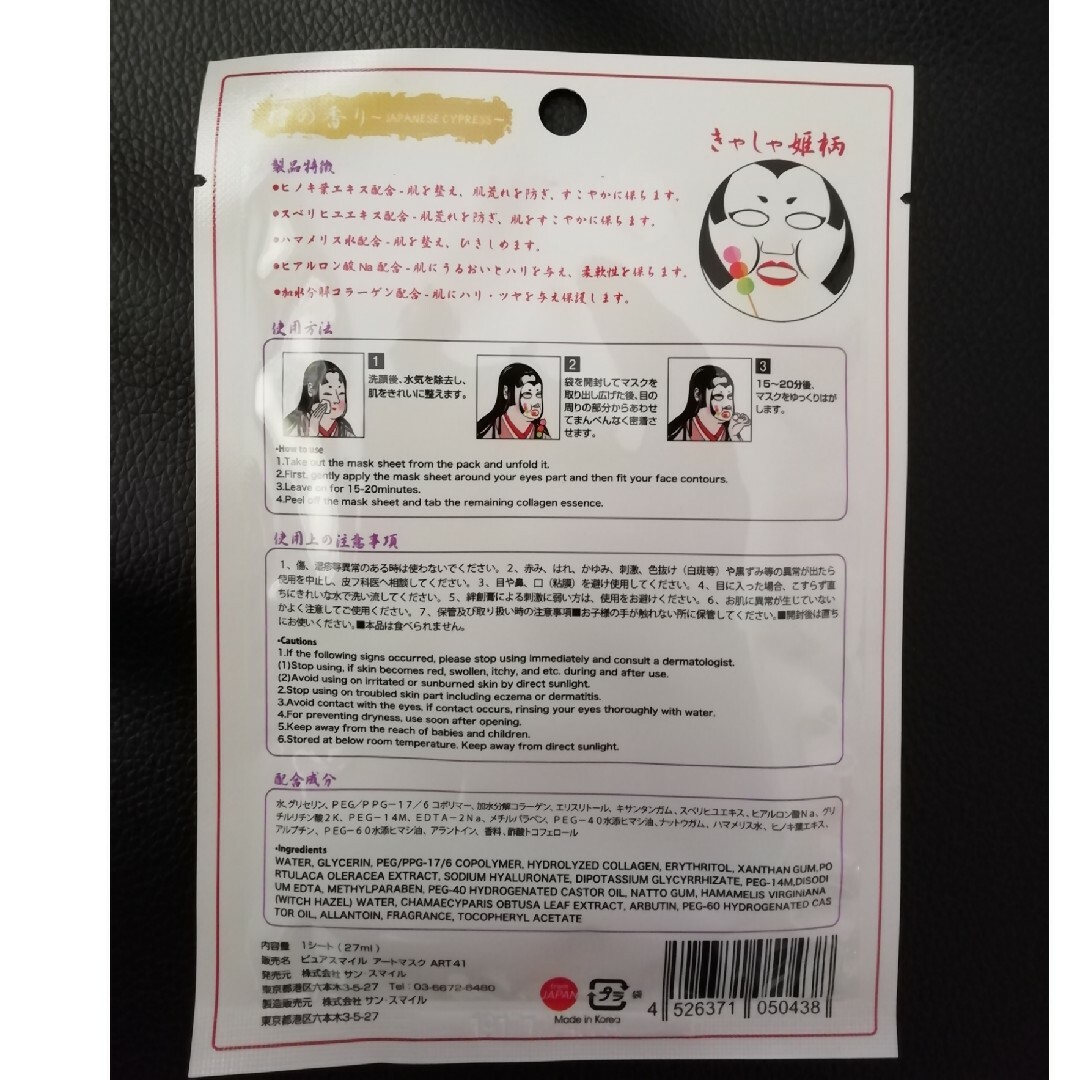 の香り～JAPANESE CYPRESS～
きゃしゃ姫柄
製品特徴
●ヒノキ葉エキス配合-肌を整え、肌荒れを防ぎ、すこやかに保ちます。
●スベリヒユエキス配合-肌荒れを防ぎ、肌をすこやかに保ちます。
●ハマメリス水配合-肌を整え、ひきしめます。
●ヒアルロン酸Na配合-肌にうるおいとハリを与え、柔軟性を保ちます。
●加水分解コラーゲン配合-肌にハリ・ツヤを与え保護します。
使用方法
1
洗顔後、水気を除去し、
肌をきれいに整えます。
2
袋を開封してマスクを
取り出し広げた後、目の
周りの部分からあわせ
てまんべんなく密着さ
せます。
3
15～20分後、
マスクをゆっくりはが
します。
•How to use
1.Take out the mask sheet from the pack and unfold it.
2.First, gently apply the mask sheet around your eyes part and then fit your face contours.
3.Leave on for 15-20minutes.
4.Peel off the mask sheet and tab the remaining collagen essence.
使用上の注意事項
1、傷、湿疹等異常のある時は使わないでください。2、赤み、はれ、かゆみ、刺激、色抜け（白斑等）や黒ずみ等の異常が出たら
使用を中止し、皮フ科医へ相談してください。3、目や鼻、口（粘膜）を避け使用してください。4、目に入った場合、こすらず直
ちにきれいな水で洗い流してください。5、絆創膏による刺激に弱い方は、使用をお避けください。6、お肌に異常が生じていない
かよく注意してご使用ください。7、保管及び取り扱い時の注意事項■お子様の手が触れない所に保管してください。■開封後は直ち
にお使いください。■本品は食べられません。
•Cautions
1.If the following signs occurred, please stop using immediately and consult a dermatologist.
(1)Stop using, if skin becomes red, swollen, itchy, and etc. during and after use.
(2)Avoid using on irritated or sunburned skin by direct sunlight.
2.Stop using on troubled skin part including eczema or dermatitis.
3.Avoid contact with the eyes, if contact occurs, rinsing your eyes thoroughly with water.
4.For preventing dryness, use soon after opening.
5.Keep away from the reach of babies and children.
6.Stored at below room temperature. Keep away from direct sunlight.
配合成分
水、グリセリン、PEG/PPG-17/6コポリマー、加水分解コラーゲン、エリスリトール、キサンタンガム、スベリヒユエキス、ヒアルロン酸Na、グリ
チルリチン酸2K、PEG-14M、EDTA-2Na、メチルパラベン、PEG-40水添ヒマシ油、ナットウガム、ハマメリス水、ヒノキ葉エキス、
アルブチン、PEG-60水添ヒマシ油、アラントイン、香料、酢酸トコフェロール
•Ingredients
WATER, GLYCERIN, PEG/PPG-17/6 COPOLYMER, HYDROLYZED COLLAGEN, ERYTHRITOL, XANTHAN GUM,PO
RTULACA OLERACEA EXTRACT, SODIUM HYALURONATE, DIPOTASSIUM GLYCYRRHIZATE, PEG-14M,DISODI
UM EDTA, METHYLPARABEN, PEG-40 HYDROGENATED CASTOR OIL, NATTO GUM, HAMAMELIS VIRGINIANA
(WITCH HAZEL) WATER, CHAMAECYPARIS OBTUSA LEAF EXTRACT, ARBUTIN, PEG-60 HYDROGENATED CAS
TOR OIL, ALLANTOIN, FRAGRANCE, TOCOPHERYL ACETATE
内容量 1シート（27ml）
販売名 ピュアスマイル アートマスク ART41
発売元 株式会社 サン・スマイル
東京都港区六本木3-5-27 Tel：03-6672-8480
製造販売元 株式会社 サン・スマイル
東京都港区六本木3-5-27
JAPAN
プラ
袋
Made in Korea
4 526371 050438